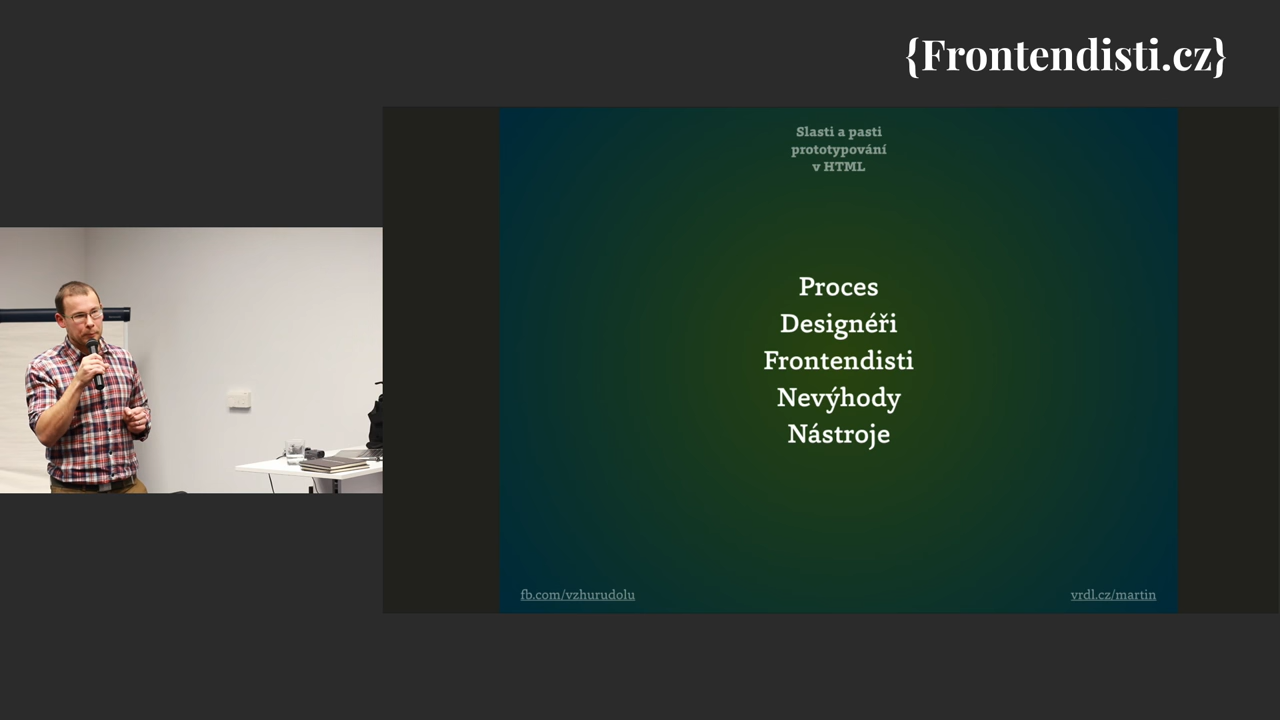 {Frontendisti.cz}
Slasti a pasti
prototypování
v HTML
Proces
Designéři
Frontendisti
Nevýhody
Nástroje
fb.com/vzhurudolu
vrdl.cz/martin